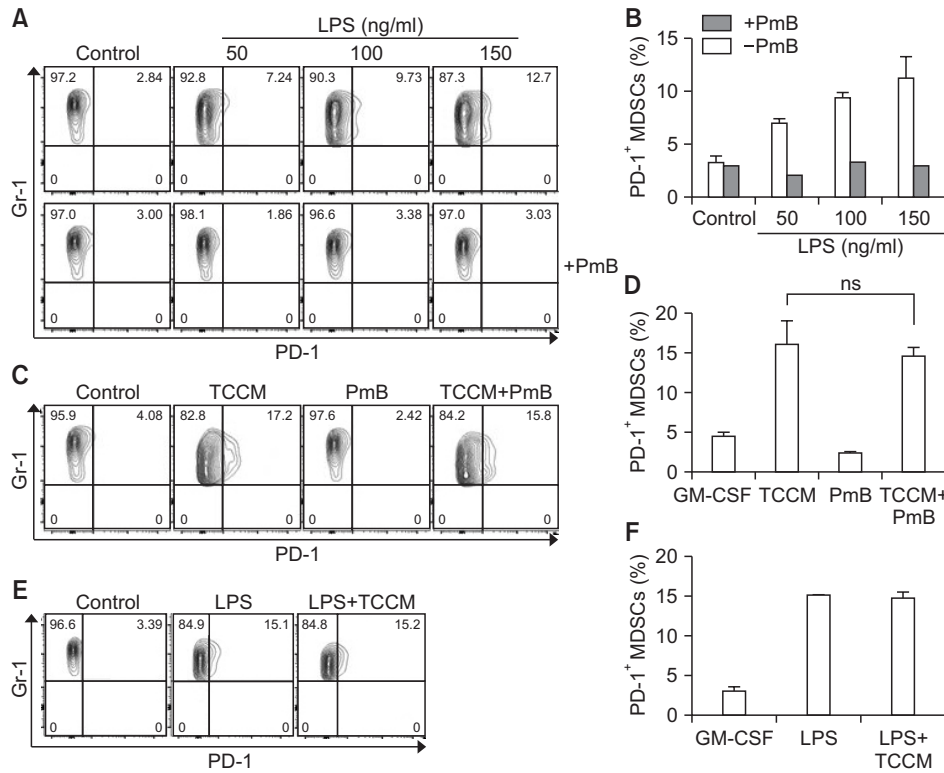 A
LPS (ng/ml)
Control 50 100 150
97.2 2.84 92.8 7.24 90.3 9.73 87.3 12.7
0 0 0 0 0 0 0 0
97.0 3.00 98.1 1.86 96.6 3.38 97.0 3.03
+PmB
0 0 0 0 0 0 0 0
Gr-1
PD-1
B
+PmB
–PmB
PD-1+ MDSCs (%)
15
10
5
0
Control 50 100 150
LPS (ng/ml)
C
Control TCCM PmB TCCM+PmB
95.9 4.08 82.8 17.2 97.6 2.42 84.2 15.8
0 0 0 0 0 0 0 0
Gr-1
PD-1
D
ns
PD-1+ MDSCs (%)
20
15
10
5
0
GM-CSF TCCM PmB TCCM+
PmB
E
Control LPS LPS+TCCM
96.6 3.39 84.9 15.1 84.8 15.2
0 0 0 0 0 0
Gr-1
PD-1
F
PD-1+ MDSCs (%)
20
15
10
5
0
GM-CSF LPS LPS+
TCCM